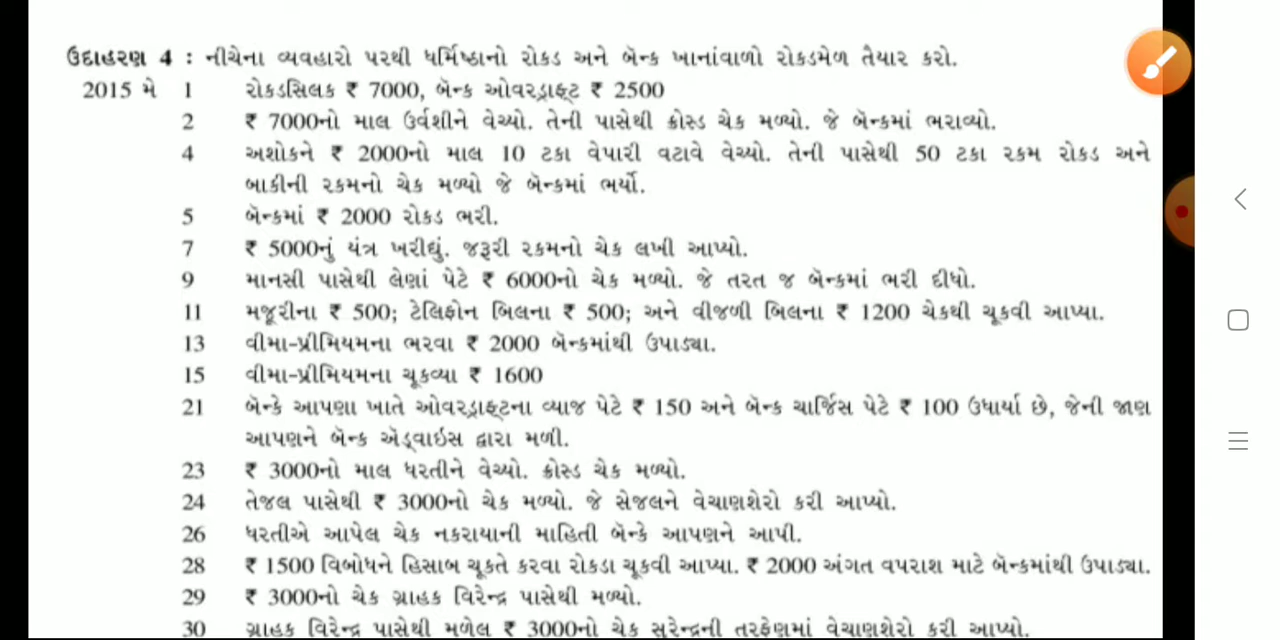 ઉદાહરણ 4 : નીચેના વ્યવહારો પરથી ધર્મિષ્ઠાનો રોકડ અને બૅન્ક ખાનાંવાળો રોકડમેળ તૈયાર કરો.
2015 મે 1 રોકડસિલક ₹ 7000, બૅન્ક ઓવરડ્રાફ્ટ ₹ 2500
2 ₹ 7000નો માલ ઉર્વશીને વેચ્યો. તેની પાસેથી ક્રોસ્ડ ચેક મળ્યો. જે બૅન્કમાં ભરાવ્યો.
4 અશોકને ₹ 2000નો માલ 10 ટકા વેપારી વટાવે વેચ્યો. તેની પાસેથી 50 ટકા રકમ રોકડ અને
બાકીની રકમનો ચેક મળ્યો જે બૅન્કમાં ભર્યો.
5 બૅન્કમાં ₹ 2000 રોકડ ભરી.
7 ₹ 5000નું યંત્ર ખરીદ્યું. જરૂરી રકમનો ચેક લખી આપ્યો.
9 માનસી પાસેથી લેણાં પેટે ₹ 6000નો ચેક મળ્યો. જે તરત જ બૅન્કમાં ભરી દીધો.
11 મજૂરીના ₹ 500; ટેલિફોન બિલના ₹ 500; અને વીજળી બિલના ₹ 1200 ચેકથી ચૂકવી આપ્યા.
13 વીમા-પ્રીમિયમના ભરવા ₹ 2000 બૅન્કમાંથી ઉપાડ્યા.
15 વીમા-પ્રીમિયમના ચૂકવ્યા ₹ 1600
21 બૅન્કે આપણા ખાતે ઓવરડ્રાફ્ટના વ્યાજ પેટે ₹ 150 અને બૅન્ક ચાર્જિસ પેટે ₹ 100 ઉધાર્યા છે, જેની જાણ
આપણને બૅન્ક ઍડ્વાઇસ દ્વારા મળી.
23 ₹ 3000નો માલ ધરતીને વેચ્યો. ક્રોસ્ડ ચેક મળ્યો.
24 તેજલ પાસેથી ₹ 3000નો ચેક મળ્યો. જે સેજલને વેચાણશેરો કરી આપ્યો.
26 ધરતીએ આપેલ ચેક નકરાયાની માહિતી બૅન્કે આપણને આપી.
28 ₹ 1500 વિબોધને હિસાબ ચૂકતે કરવા રોકડા ચૂકવી આપ્યા. ₹ 2000 અંગત વપરાશ માટે બૅન્કમાંથી ઉપાડ્યા.
29 ₹ 3000નો ચેક ગ્રાહક વિરેન્દ્ર પાસેથી મળ્યો.
30 ગ્રાહક વિરેન્દ્ર પાસેથી મળેલ ₹ 3000નો ચેક સુરેન્દ્રની તરફેણમાં વેચાણશેરો કરી આપ્યો.